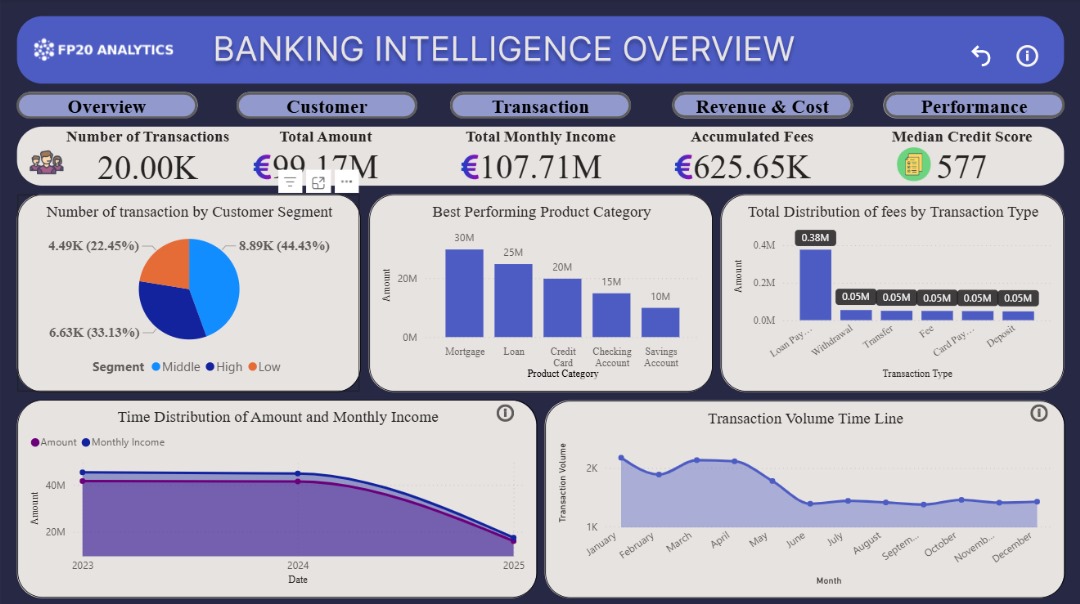 FP20 ANALYTICS
BANKING INTELLIGENCE OVERVIEW
Overview
Customer
Transaction
Revenue & Cost
Performance
Number of Transactions
20.00K
Total Amount
€99.17M
Total Monthly Income
€107.71M
Accumulated Fees
€625.65K
Median Credit Score
577
Number of transaction by Customer Segment
4.49K (22.45%)
8.89K (44.43%)
6.63K (33.13%)
Segment Middle High Low
Best Performing Product Category
Amount
20M
0M
30M
25M
20M
15M
10M
Mortgage
Loan
Credit
Card
Checking
Account
Savings
Account
Product Category
Total Distribution of fees by Transaction Type
Amount
0.4M
0.2M
0.0M
0.38M
0.05M
0.05M
0.05M
0.05M
0.05M
Loan Pay...
Withdrawal
Transfer
Fee
Card Pay...
Deposit
Transaction Type
Time Distribution of Amount and Monthly Income
Amount Monthly Income
Amount
40M
20M
2023
2024
2025
Date
Transaction Volume Time Line
Transaction Volume
2K
1K
January
February
March
April
May
June
July
August
Septem...
October
Novemb...
December
Month